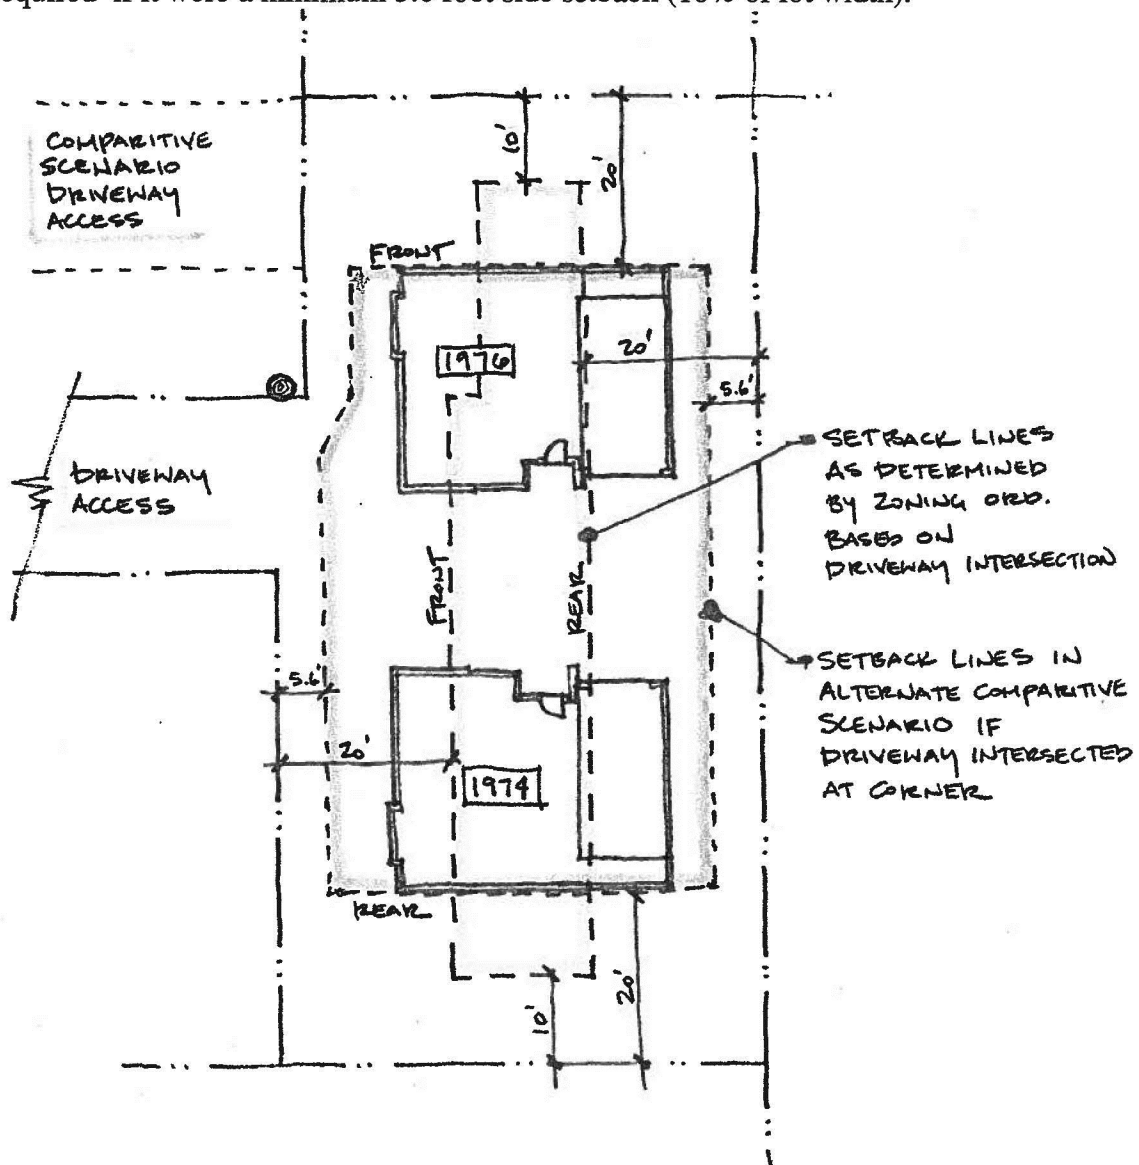 if it were a minimum 5.6 foot side setback (10% of lot width).
COMPARITIVE
SCENARIO
DRIVEWAY
ACCESS
10'
20'
FRONT
1976
20'
5.6'
SETBACK LINES
AS DETERMINED
BY ZONING ORD.
BASED ON
DRIVEWAY INTERSECTION
DRIVEWAY
ACCESS
FRONT
REAR
SETBACK LINES IN
ALTERNATE COMPARITIVE
SCENARIO IF
DRIVEWAY INTERSECTED
AT CORNER
5.6'
20'
1974
REAR
10'
20'